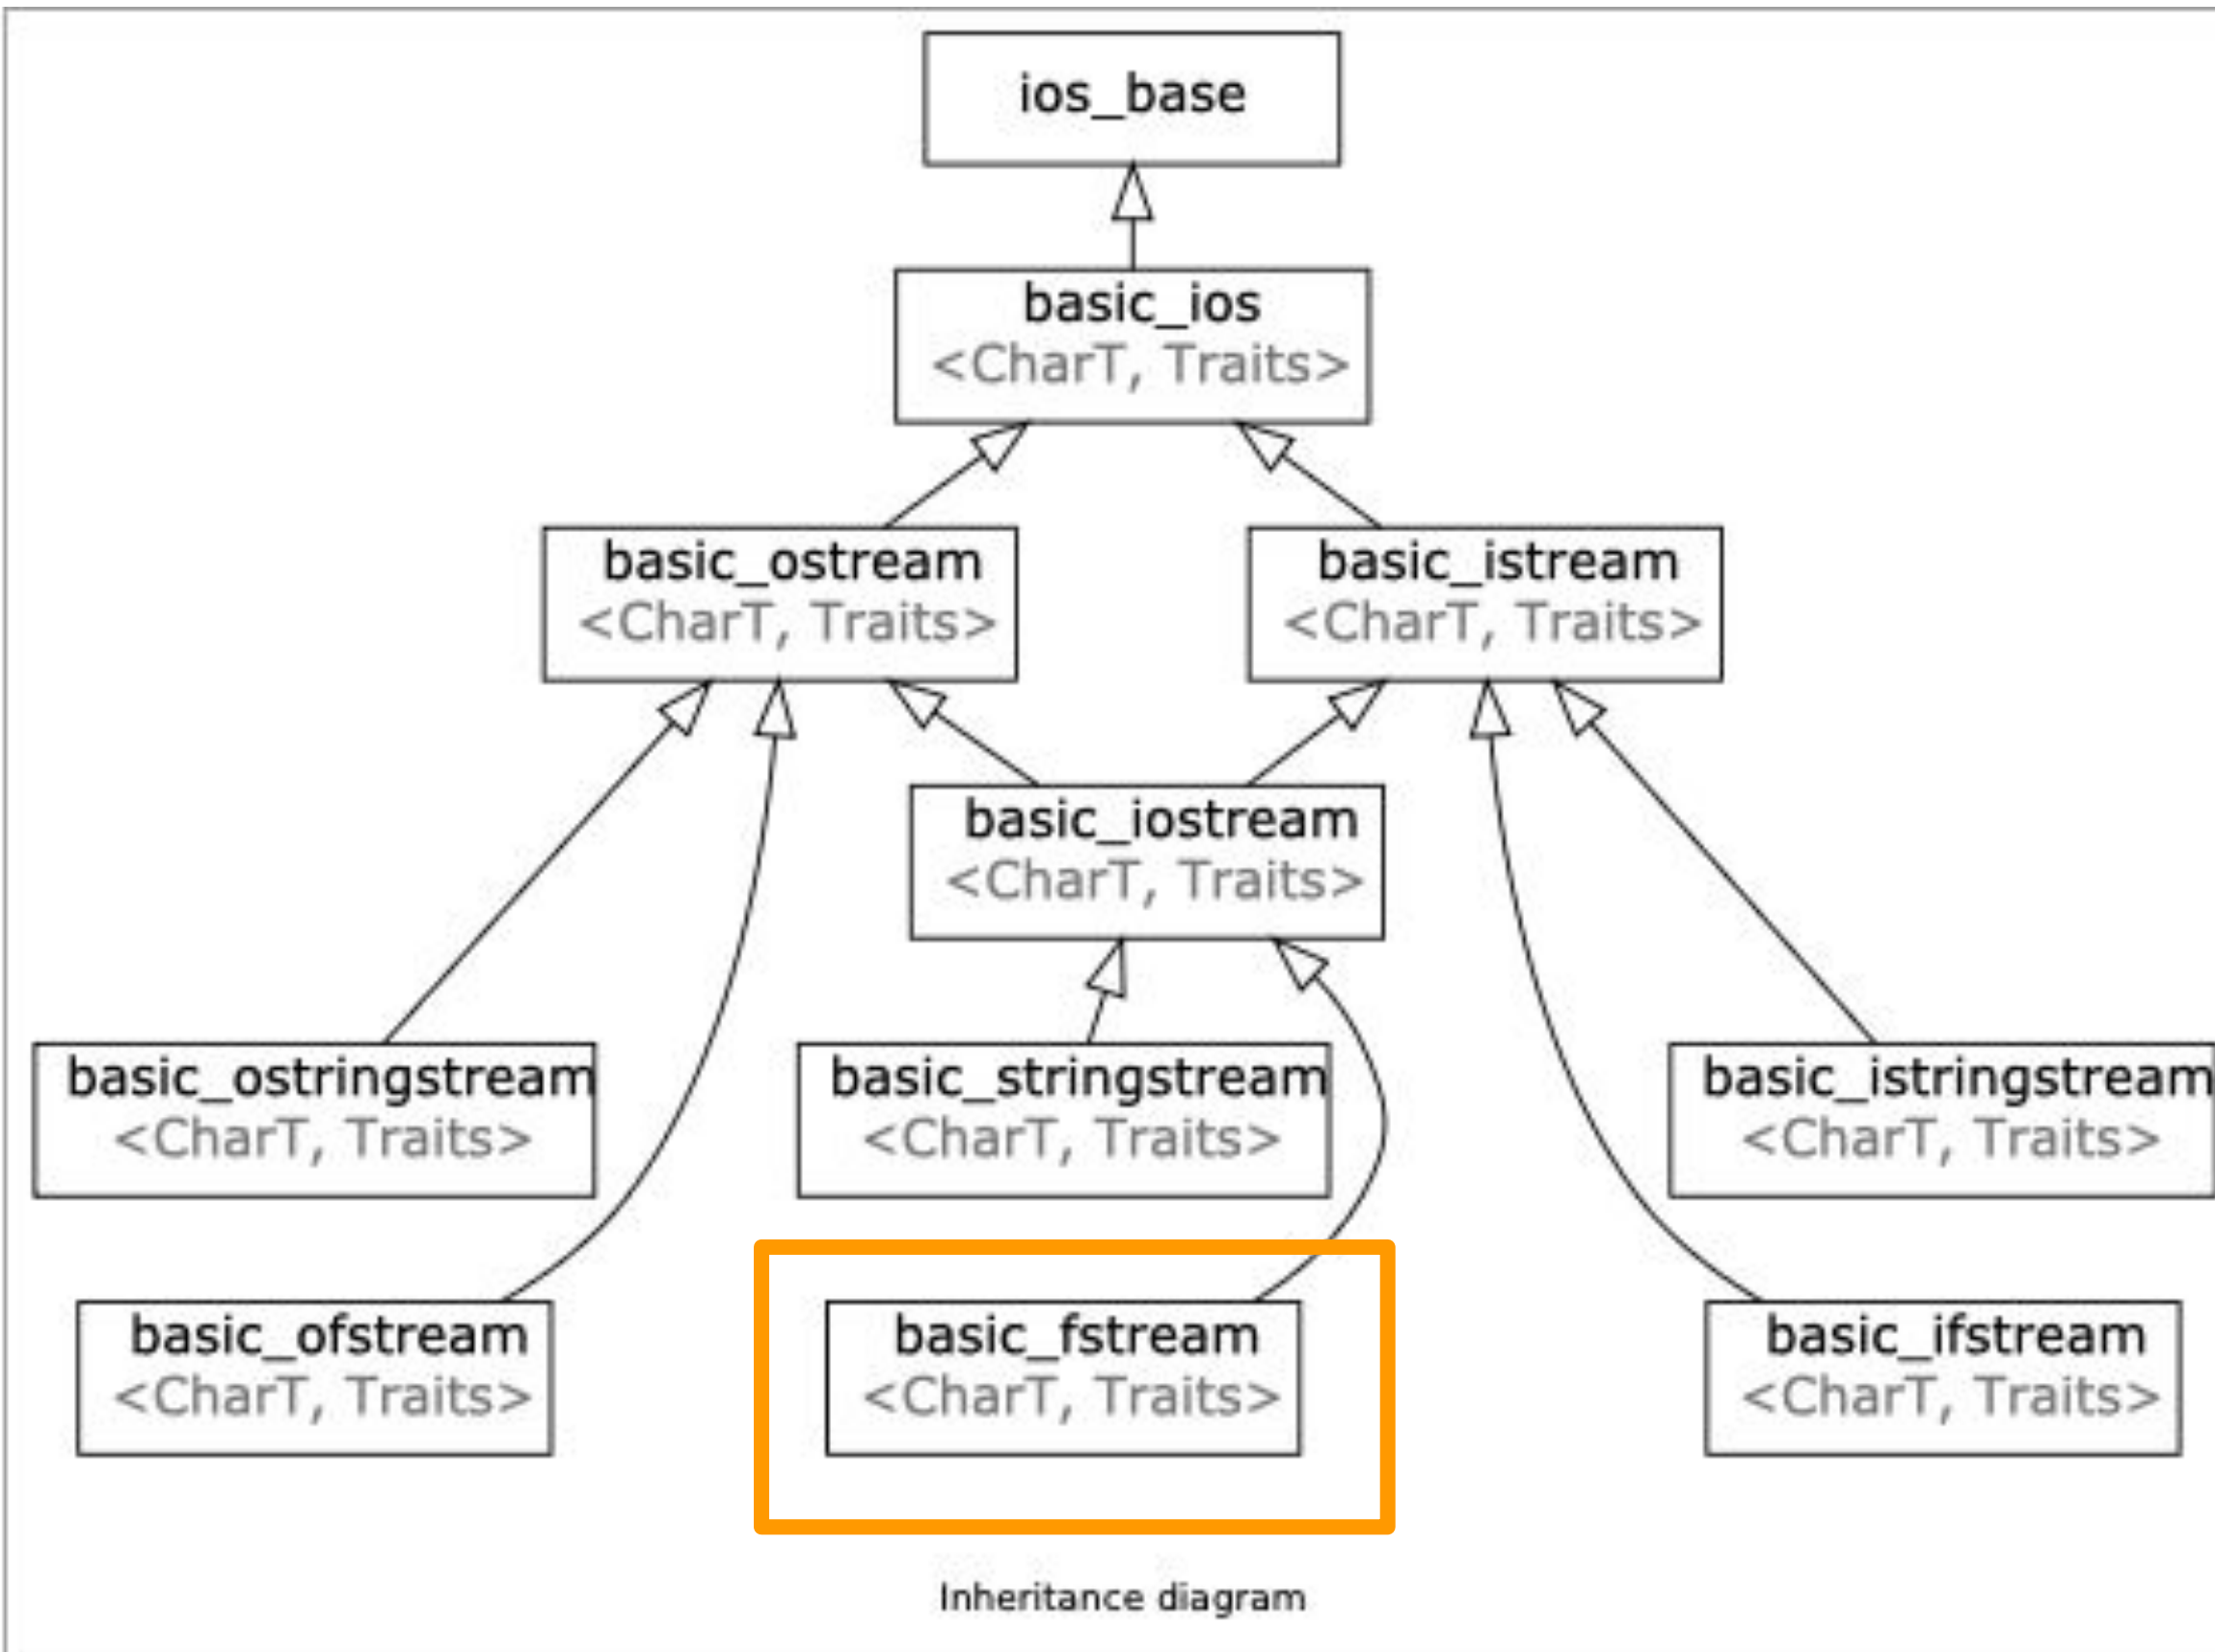 ios_base
basic_ios
<CharT, Traits>
basic_ostream
<CharT, Traits>
basic_istream
<CharT, Traits>
basic_iostream
<CharT, Traits>
basic_ostringstream
<CharT, Traits>
basic_stringstream
<CharT, Traits>
basic_istringstream
<CharT, Traits>
basic_ofstream
<CharT, Traits>
basic_fstream
<CharT, Traits>
basic_ifstream
<CharT, Traits>
Inheritance diagram